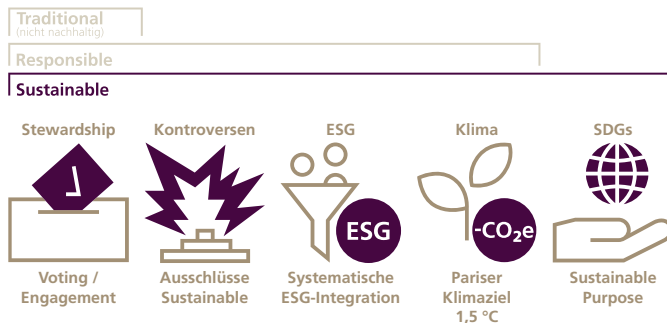 Traditional
(nicht nachhaltig)
Responsible
Sustainable
Stewardship
Kontroversen
ESG
Klima
SDGs
ESG
-CO₂e
Voting /
Engagement
Ausschlüsse
Sustainable
Systematische
ESG-Integration
Pariser
Klimaziel
1,5 °C
Sustainable
Purpose